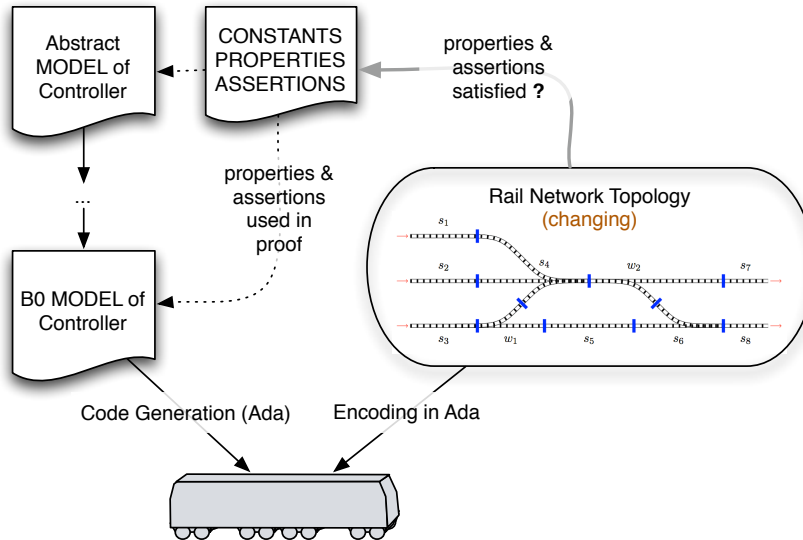 Abstract
MODEL of
Controller
CONSTANTS
PROPERTIES
ASSERTIONS
properties &
assertions
satisfied ?
...
properties &
assertions
used in
proof
B0 MODEL of
Controller
Rail Network Topology
(changing)
s1
s2
s4
w2
s7
s3
w1
s5
s6
s8
Code Generation (Ada)
Encoding in Ada